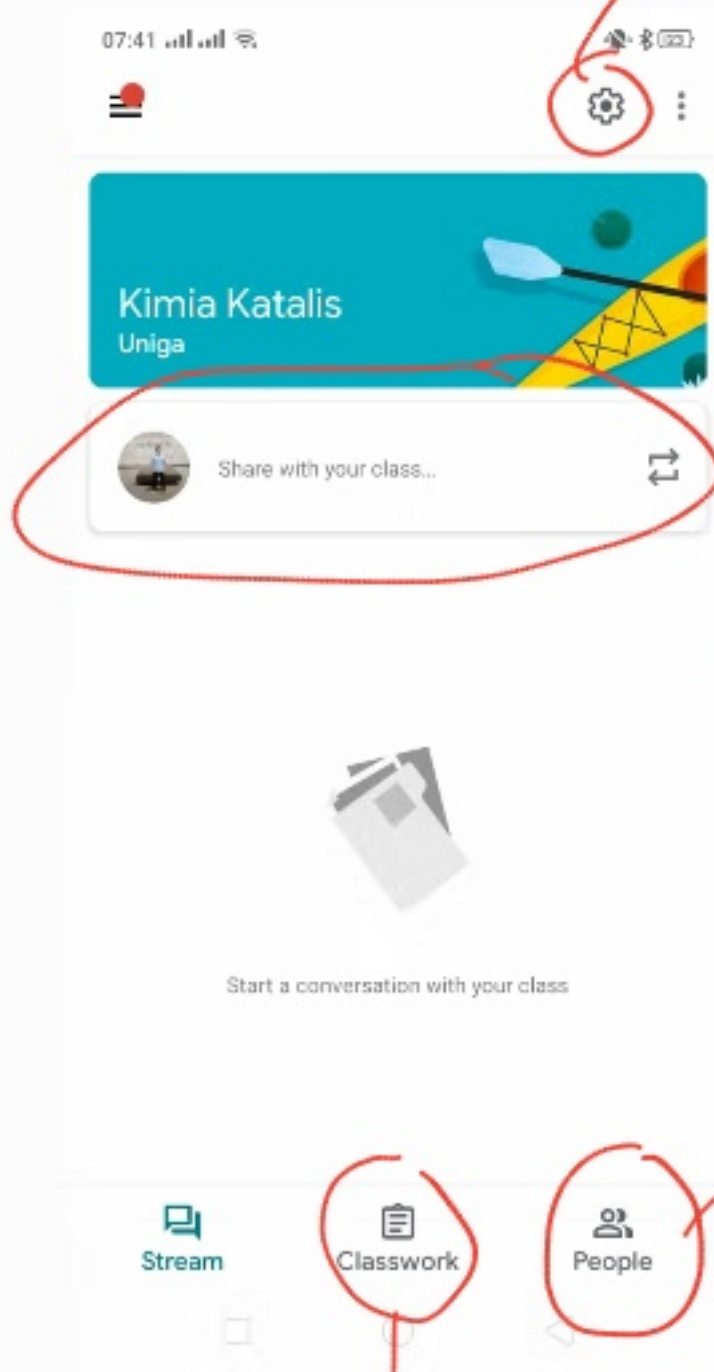 07:41
Kimia Katalis
Uniga
Share with your class...
Start a conversation with your class
Stream
Classwork
People